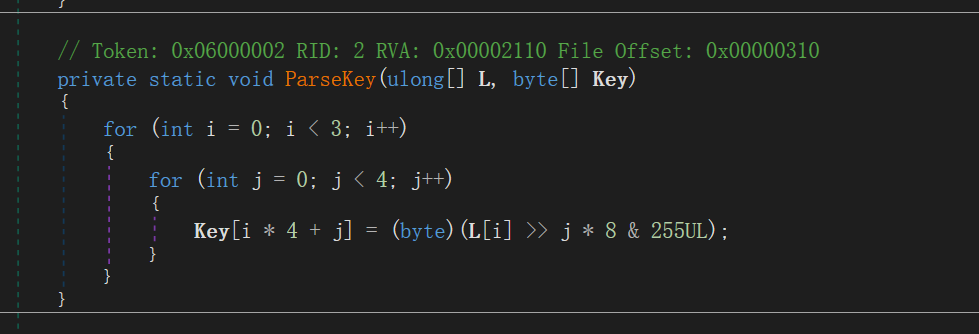 }
// Token: 0x06000002 RID: 2 RVA: 0x00002110 File Offset: 0x00000310
private static void ParseKey(ulong[] L, byte[] Key)
{
for (int i = 0; i < 3; i++)
{
for (int j = 0; j < 4; j++)
{
Key[i * 4 + j] = (byte)(L[i] >> j * 8 & 255UL);
}
}
}